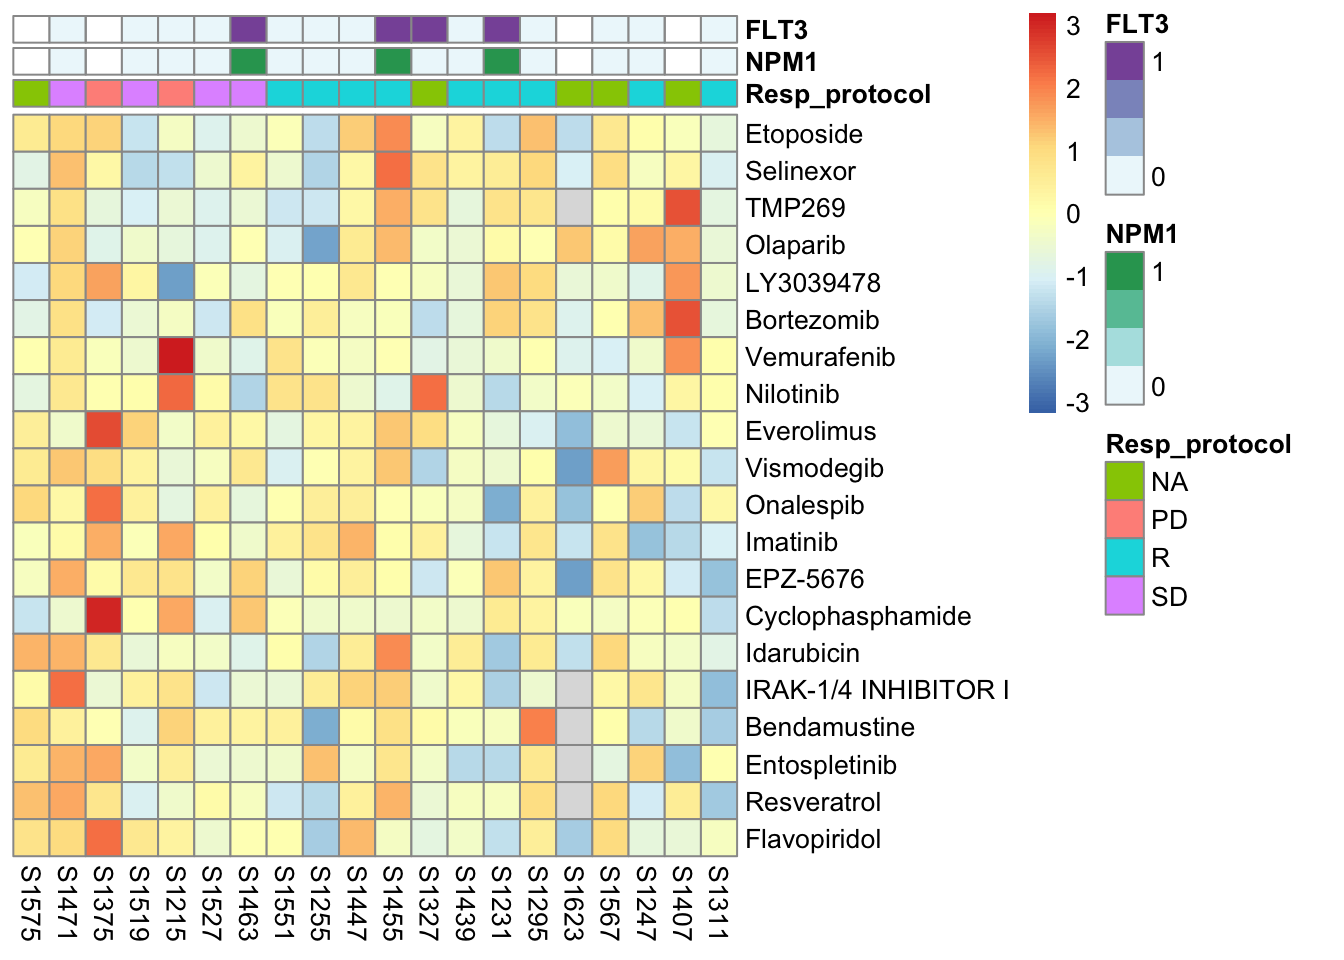 FLT3
NPM1
Resp_protocol
Etoposide
Selinexor
TMP269
Olaparib
LY3039478
Bortezomib
Vemurafenib
Nilotinib
Everolimus
Vismodegib
Onalespib
Imatinib
EPZ-5676
Cyclophasphamide
Idarubicin
IRAK-1/4 INHIBITOR I
Bendamustine
Entospletinib
Resveratrol
Flavopiridol
S1575
S1471
S1375
S1519
S1215
S1527
S1463
S1551
S1255
S1447
S1455
S1327
S1439
S1231
S1295
S1623
S1567
S1247
S1407
S1311
3
2
1
0
-1
-2
-3
FLT3
1
0
NPM1
1
0
Resp_protocol
NA
PD
R
SD